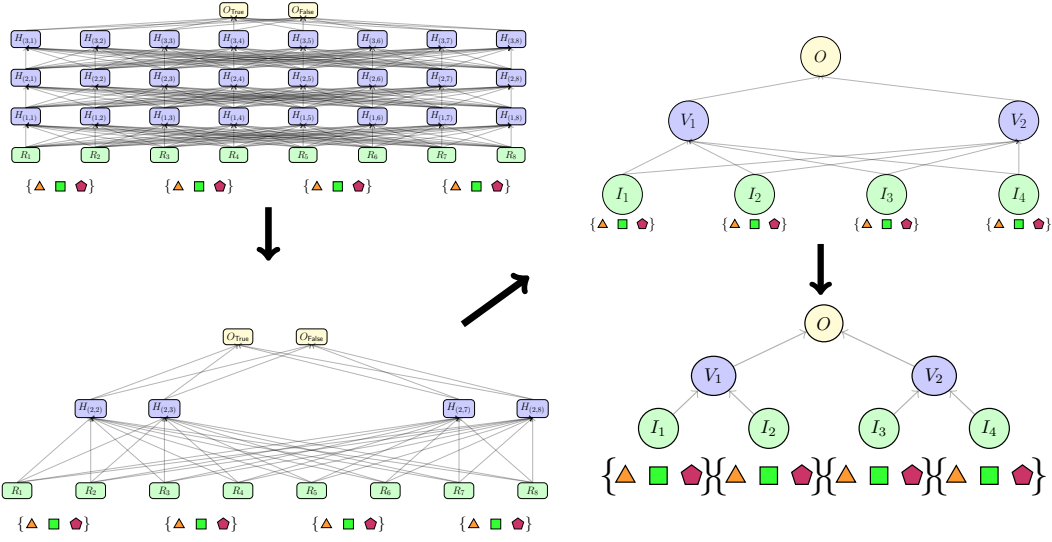 O_True O_False
H_(3,1) H_(3,2) H_(3,3) H_(3,4) H_(3,5) H_(3,6) H_(3,7) H_(3,8)
H_(2,1) H_(2,2) H_(2,3) H_(2,4) H_(2,5) H_(2,6) H_(2,7) H_(2,8)
H_(1,1) H_(1,2) H_(1,3) H_(1,4) H_(1,5) H_(1,6) H_(1,7) H_(1,8)
R_1 R_2 R_3 R_4 R_5 R_6 R_7 R_8
{ } { } { } { }
O_True O_False
H_(2,2) H_(2,3) H_(2,7) H_(2,8)
R_1 R_2 R_3 R_4 R_5 R_6 R_7 R_8
{ } { } { } { }
O
V_1 V_2
I_1 I_2 I_3 I_4
{ } { } { } { }
O
V_1 V_2
I_1 I_2 I_3 I_4
{ } { } { } { }